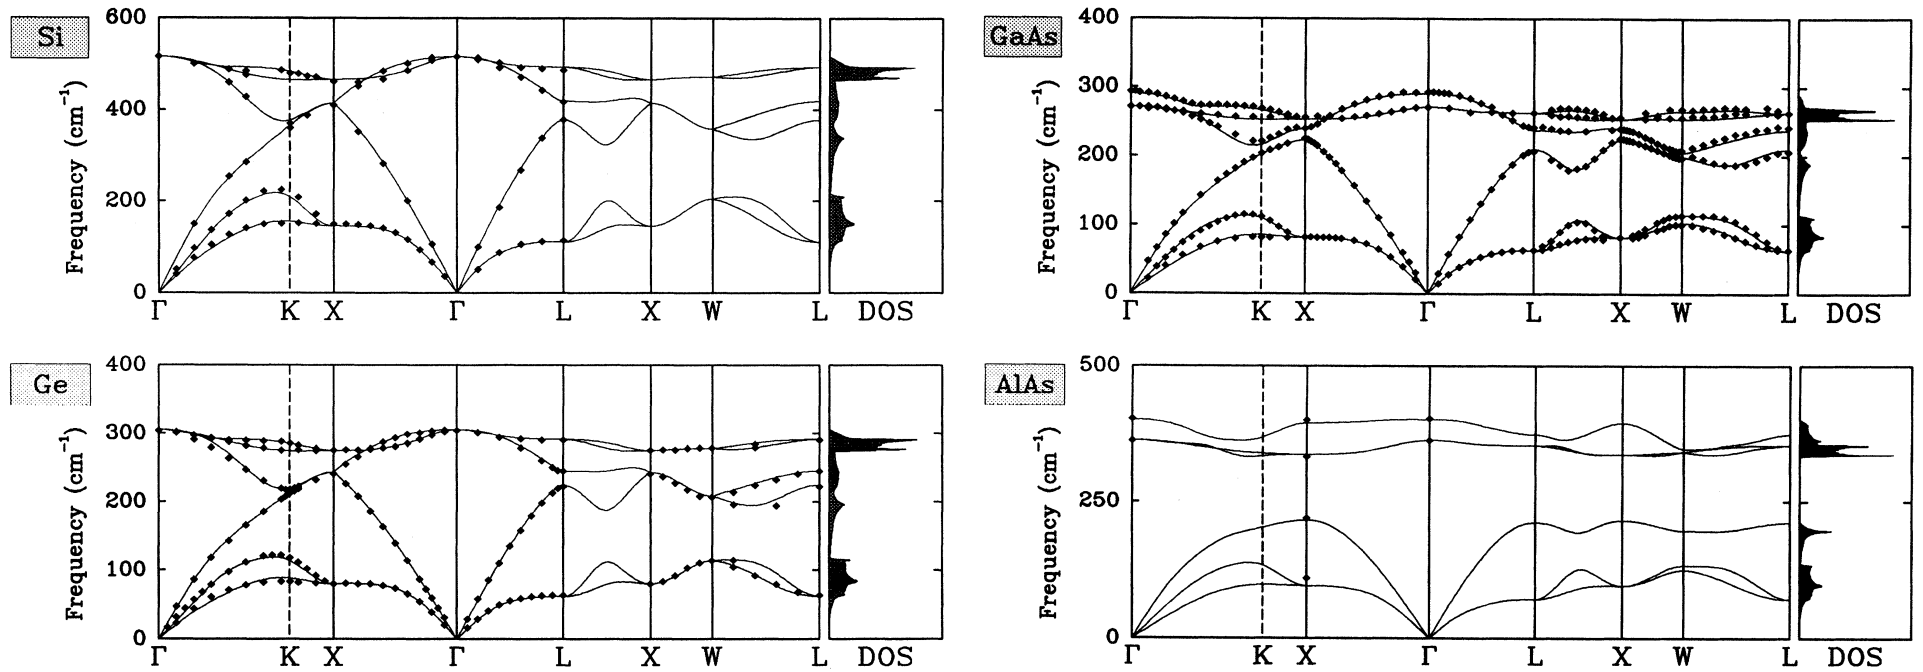 Si
Frequency (cm⁻¹)
600
400
200
0
Γ K X Γ L X W L DOS
GaAs
Frequency (cm⁻¹)
400
300
200
100
0
Γ K X Γ L X W L DOS
Ge
Frequency (cm⁻¹)
400
300
200
100
0
Γ K X Γ L X W L DOS
AlAs
Frequency (cm⁻¹)
500
250
0
Γ K X Γ L X W L DOS